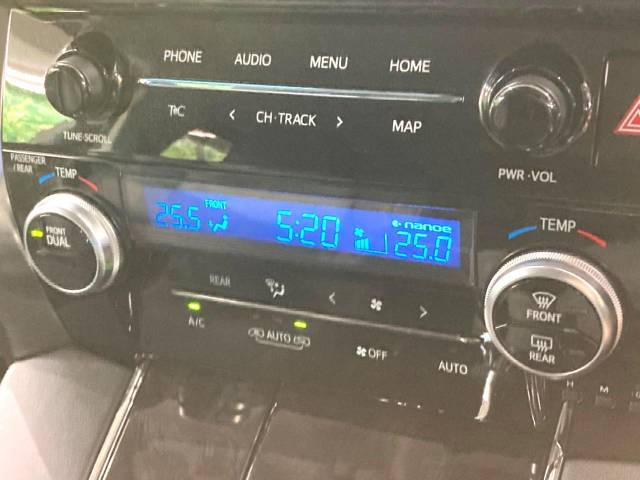 PHONE AUDIO MENU HOME
T·C < CH·TRACK > MAP
TUNE·SCROLL
PWR·VOL
PASSENGER
/REAR
TEMP
FRONT
DUAL
FRONT
25.5 5:20 nanoe 25.0
TEMP
REAR < >
A/C AUTO OFF AUTO
FRONT
REAR
H M